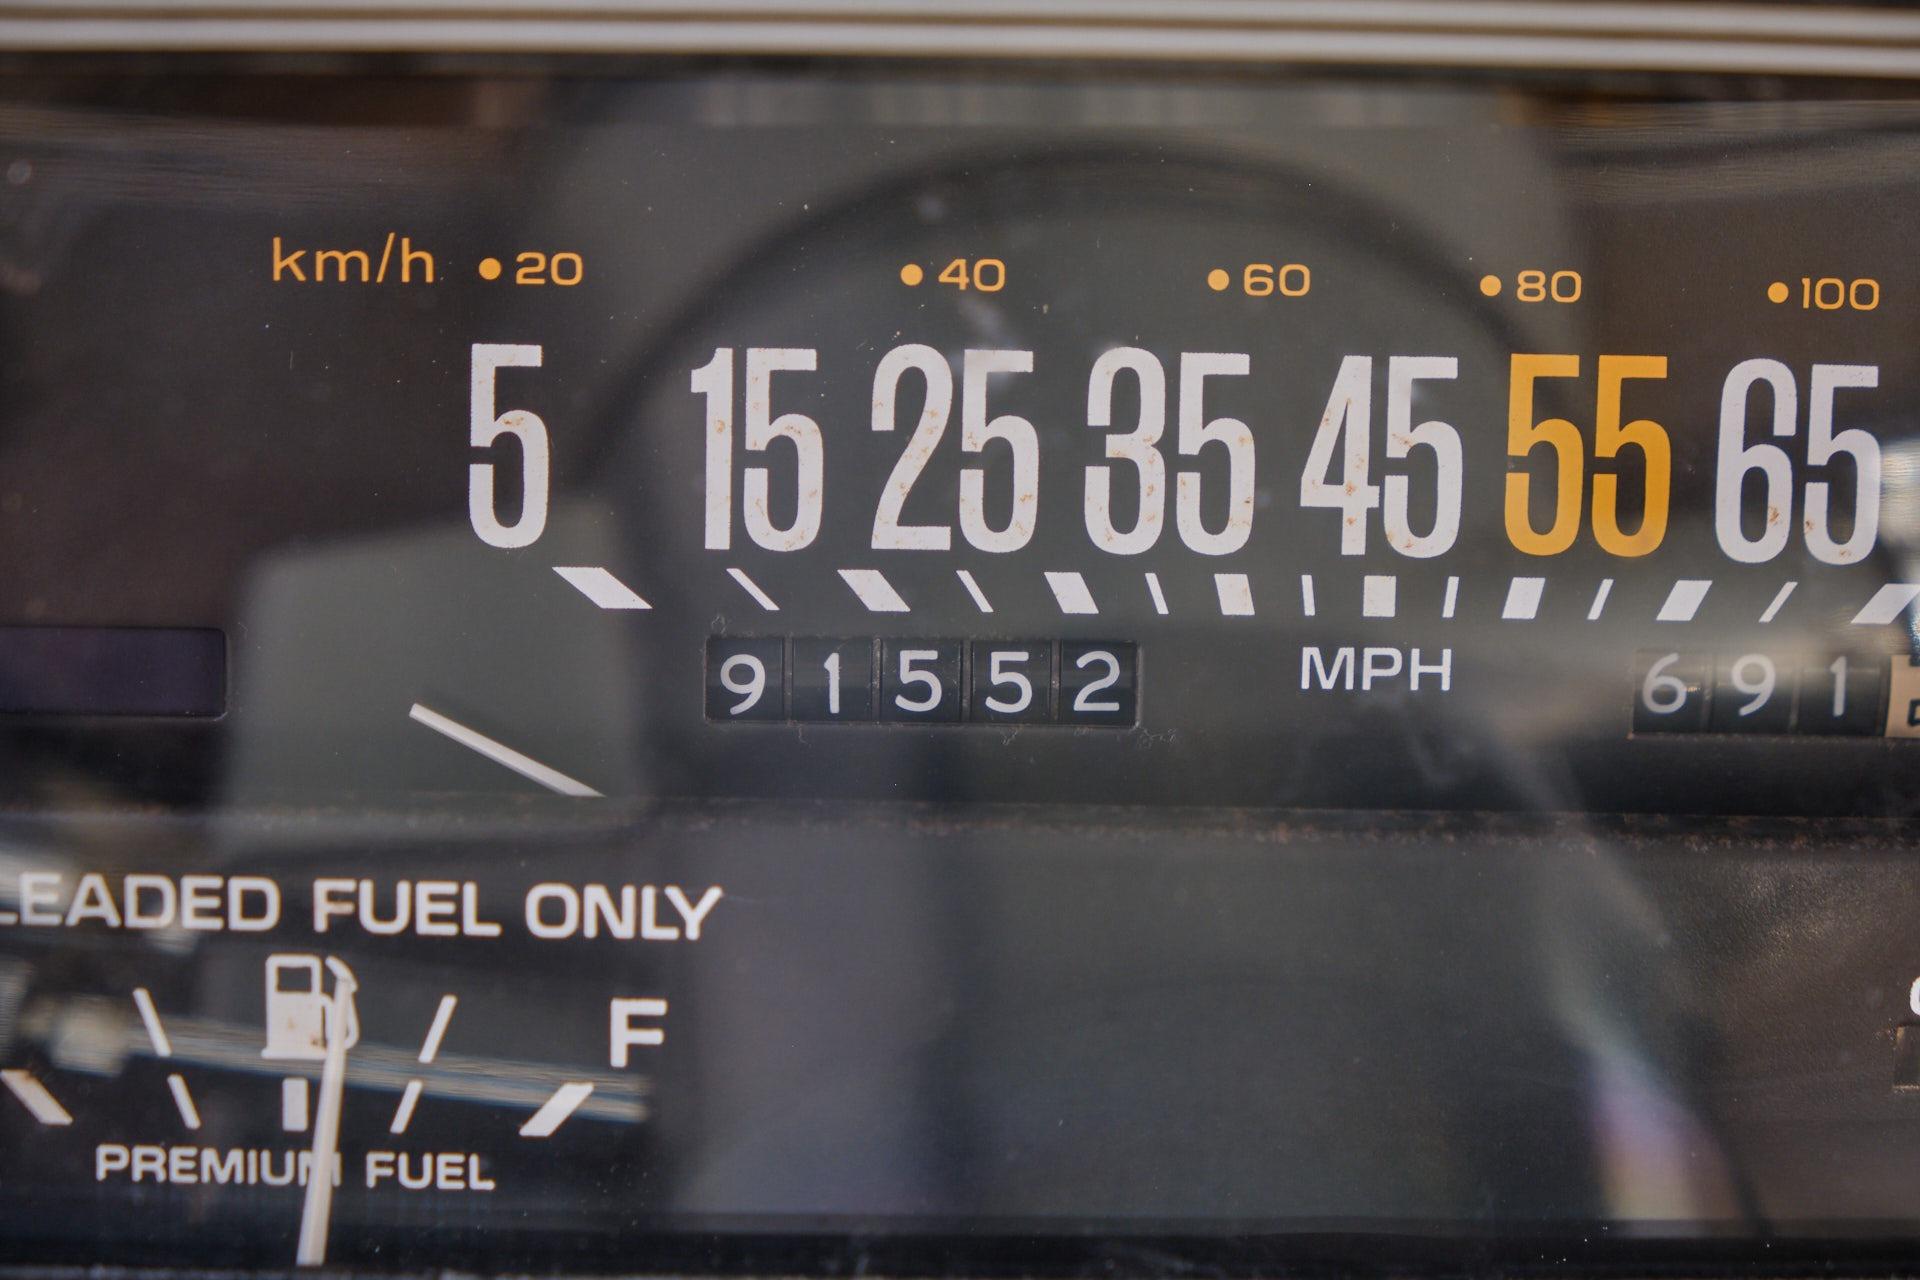 km/h •20 •40 •60 •80 •100
5 15 25 35 45 55 65
91552 MPH 691
LEADED FUEL ONLY
F
PREMIUM FUEL